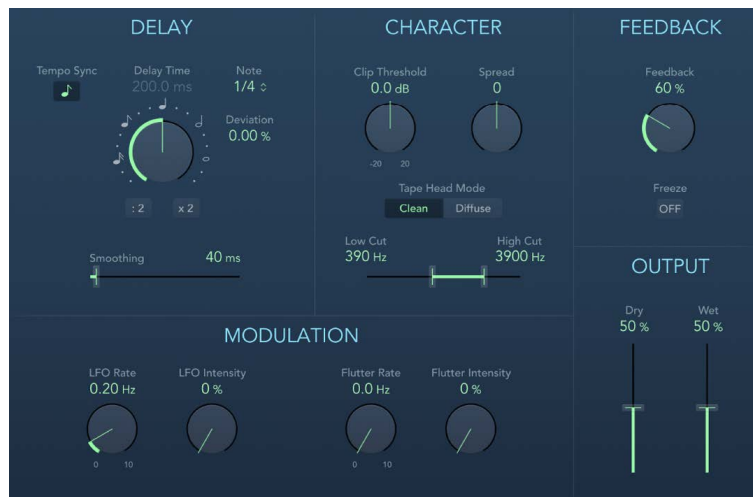 DELAY
Tempo Sync
Delay Time
200.0 ms
Note
1/4
Deviation
0.00 %
: 2
x 2
Smoothing
40 ms
CHARACTER
Clip Threshold
0.0 dB
-20
20
Spread
0
Tape Head Mode
Clean
Diffuse
Low Cut
390 Hz
High Cut
3900 Hz
FEEDBACK
Feedback
60 %
Freeze
OFF
MODULATION
LFO Rate
0.20 Hz
0
10
LFO Intensity
0 %
Flutter Rate
0.0 Hz
0
10
Flutter Intensity
0 %
OUTPUT
Dry
50 %
Wet
50 %